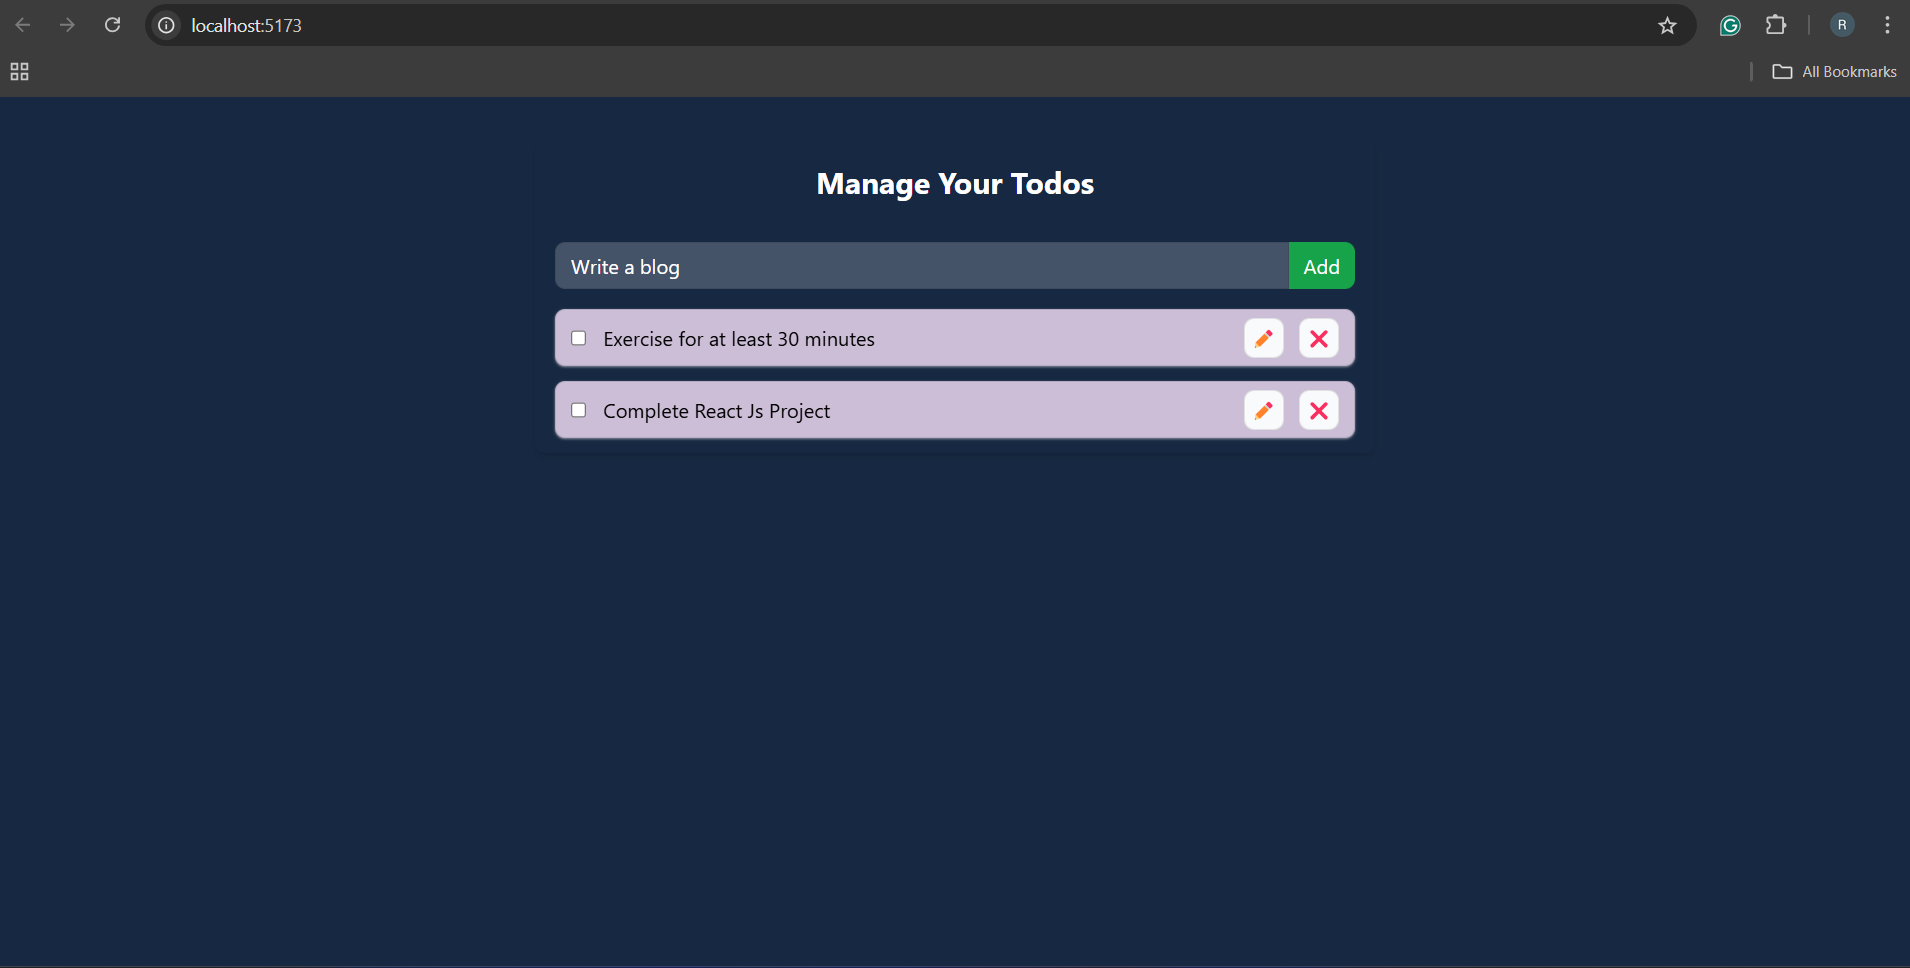 localhost:5173
R
All Bookmarks
Manage Your Todos
Write a blog
Add
Exercise for at least 30 minutes
Complete React Js Project